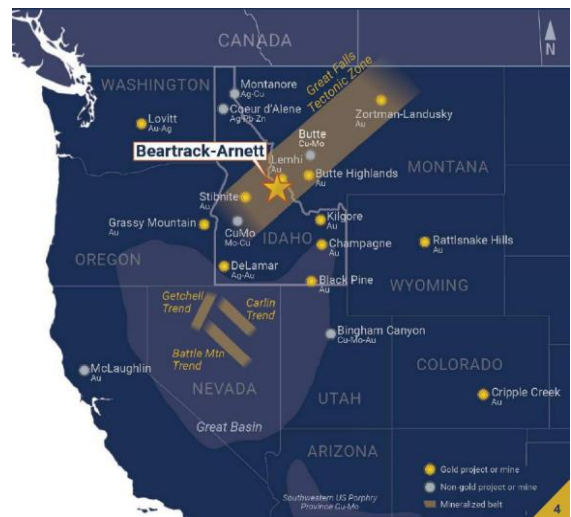 CANADA
N
WASHINGTON
Montanore
Ag-Cu
Coeur d'Alene
Ag-Pb-Zn
Great Falls
Tectonic Zone
Lovitt
Au-Ag
Zortman-Landusky
Au
Butte
Cu-Mo
Beartrack-Arnett
Lemhi
Au
MONTANA
Butte Highlands
Au
Stibnite
Au
Grassy Mountain
Au
CuMo
Mo-Cu
IDAHO
Kilgore
Au
Champagne
Au
Rattlsnake Hills
Au
OREGON
DeLamar
Ag-Au
Black Pine
Au
WYOMING
Getchell
Trend
Carlin
Trend
Battle Mtn
Trend
Bingham Canyon
Cu-Mo-Au
McLaughlin
Au
NEVADA
COLORADO
Cripple Creek
Au
UTAH
Great Basin
ARIZONA
Gold project or mine
Non-gold project or mine
Mineralized belt
Southwestern US Porphry
Province Cu-Mo
4